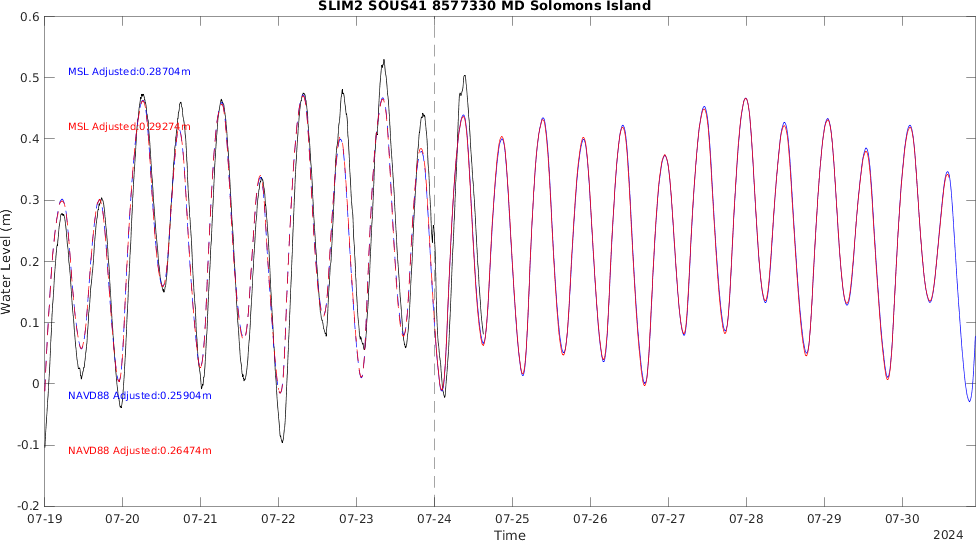 SLIM2 SOUS41 8577330 MD Solomons Island
0.6
0.5
0.4
0.3
0.2
0.1
0
-0.1
-0.2
Water Level (m)
MSL Adjusted:0.28704m
MSL Adjusted:0.29274m
NAVD88 Adjusted:0.25904m
NAVD88 Adjusted:0.26474m
07-19 07-20 07-21 07-22 07-23 07-24 07-25 07-26 07-27 07-28 07-29 07-30
Time
2024